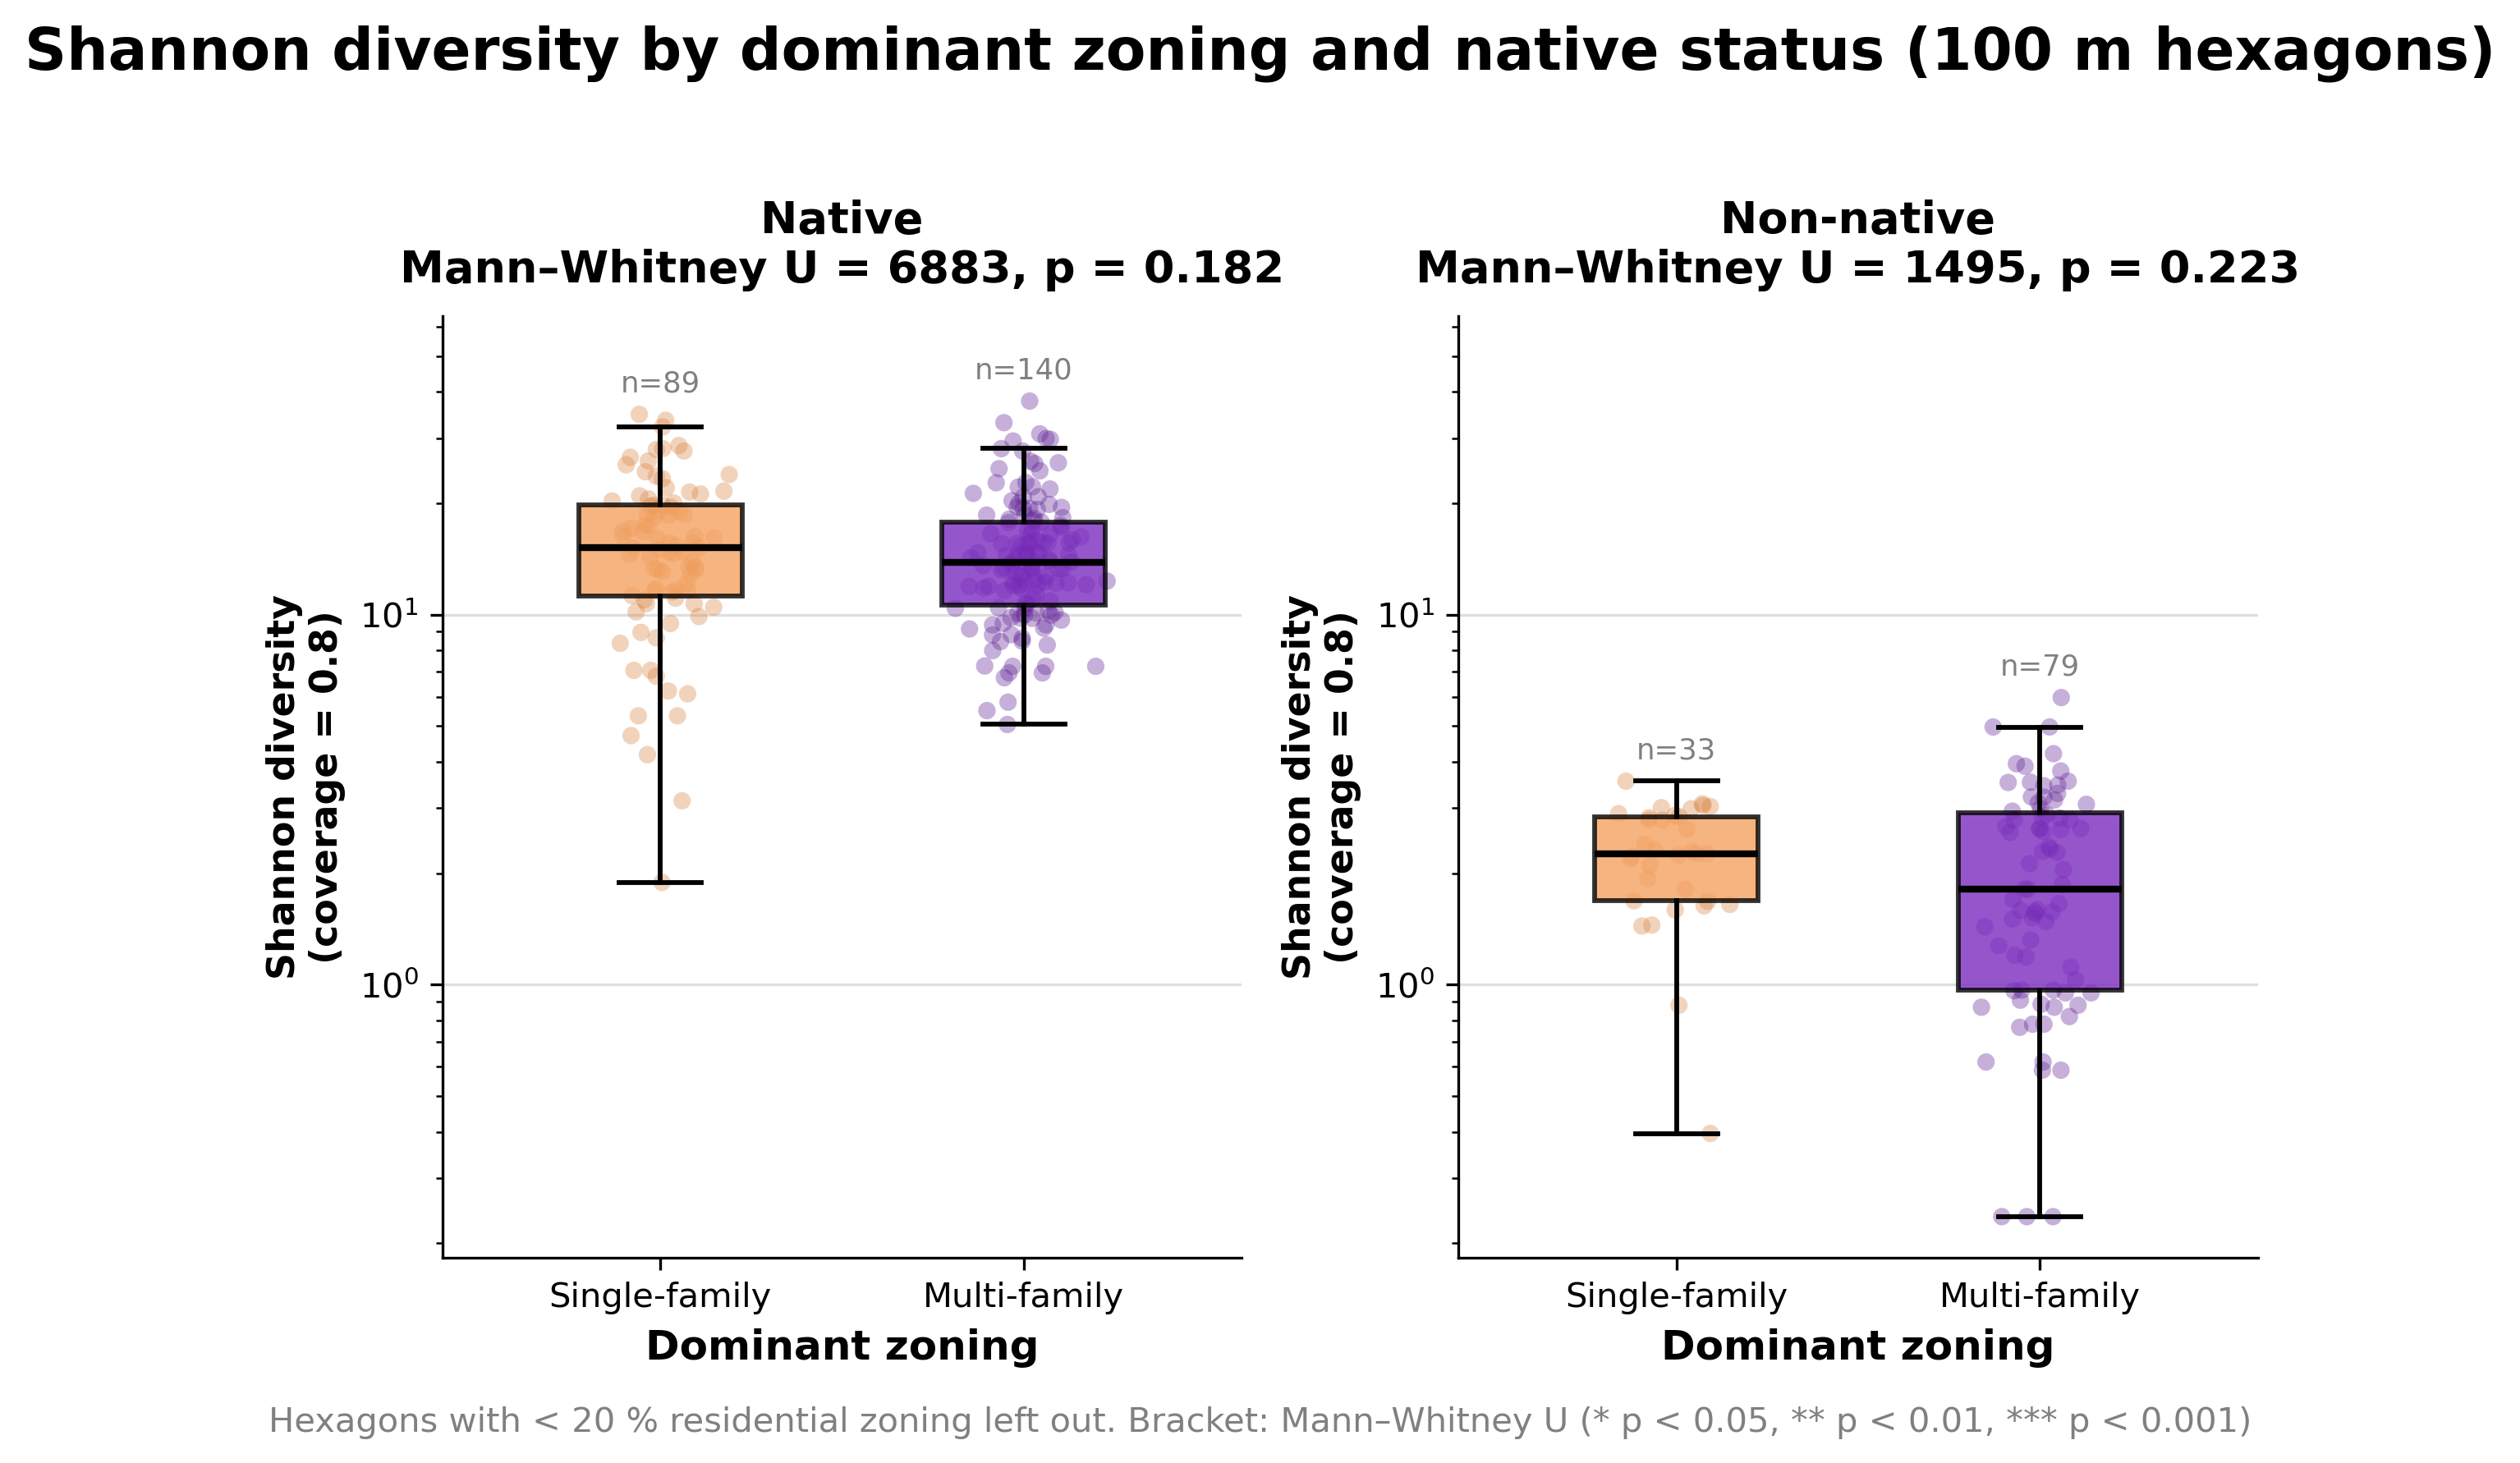 Shannon diversity by dominant zoning and native status (100 m hexagons)
Native
Mann–Whitney U = 6883, p = 0.182
n=89
n=140
Shannon diversity
(coverage = 0.8)
10¹
10⁰
Single-family
Multi-family
Dominant zoning
Non-native
Mann–Whitney U = 1495, p = 0.223
n=33
n=79
Shannon diversity
(coverage = 0.8)
10¹
10⁰
Single-family
Multi-family
Dominant zoning
Hexagons with < 20 % residential zoning left out. Bracket: Mann–Whitney U (* p < 0.05, ** p < 0.01, *** p < 0.001)